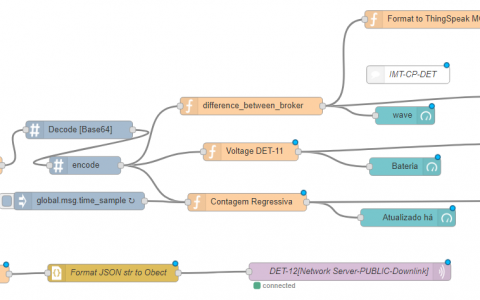 Format to ThingSpeak
IMT-CP-DET
difference_between_broker
wave
Decode [Base64]
encode
Voltage DET-11
Bateria
global.msg.time_sample ↻
Contagem Regressiva
Atualizado há
Format JSON str to Obect
DET-12[Network Server-PUBLIC-Downlink]
connected